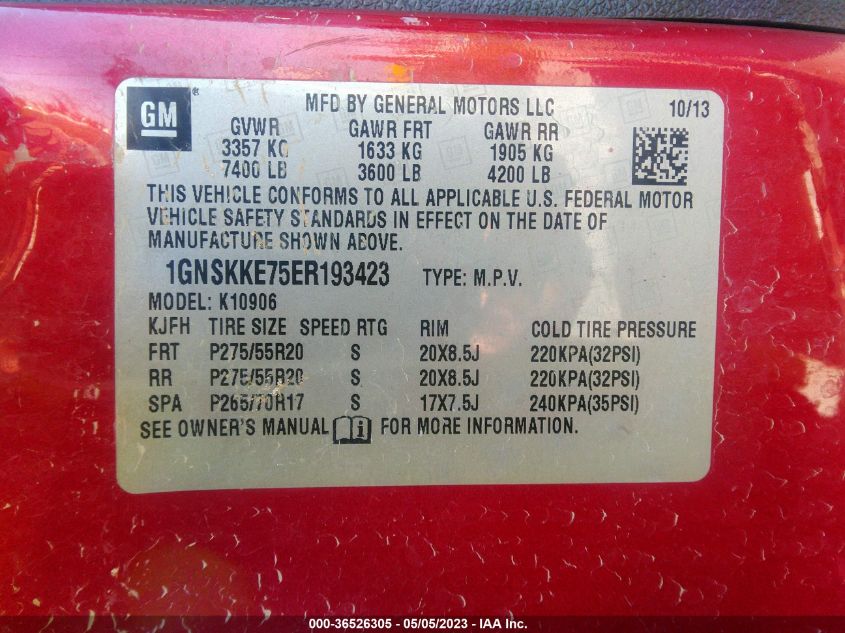 GM ®
MFD BY GENERAL MOTORS LLC 10/13
GVWR GAWR FRT GAWR RR
3357 KG 1633 KG 1905 KG
7400 LB 3600 LB 4200 LB
THIS VEHICLE CONFORMS TO ALL APPLICABLE U.S. FEDERAL MOTOR
VEHICLE SAFETY STANDARDS IN EFFECT ON THE DATE OF
MANUFACTURE SHOWN ABOVE.
1GNSKKE75ER193423 TYPE: M.P.V.
MODEL: K10906
KJFH TIRE SIZE SPEED RTG RIM COLD TIRE PRESSURE
FRT P275/55R20 S 20X8.5J 220KPA(32PSI)
RR P275/55R20 S 20X8.5J 220KPA(32PSI)
SPA P265/70R17 S 17X7.5J 240KPA(35PSI)
SEE OWNER'S MANUAL FOR MORE INFORMATION.
000-36526305 - 05/05/2023 - IAA Inc.